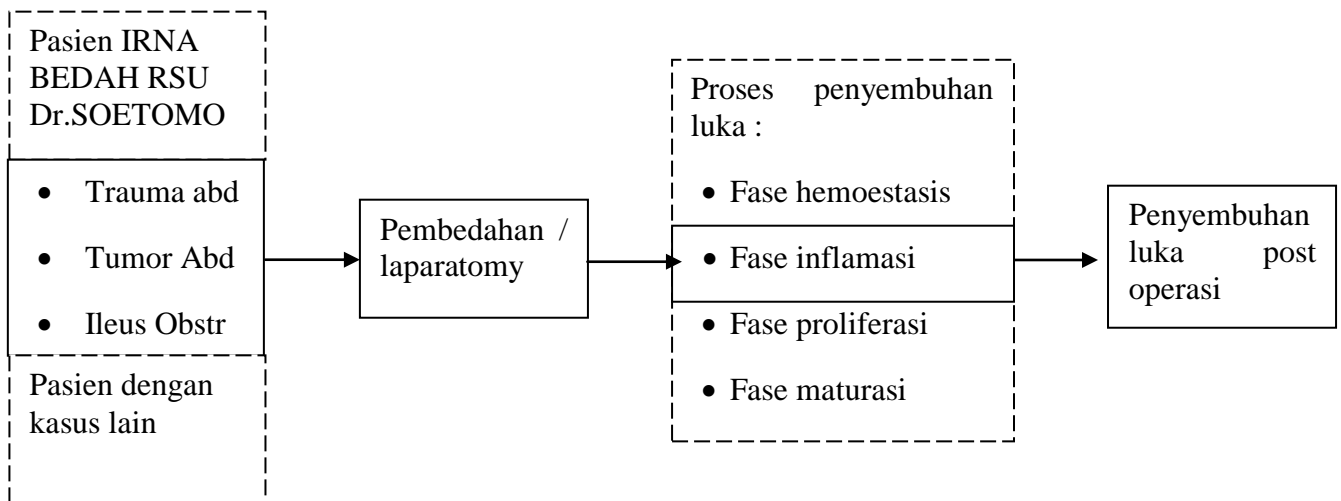 Pasien IRNA
BEDAH RSU
Dr.SOETOMO
• Trauma abd
• Tumor Abd
• Ileus Obstr
Pasien dengan
kasus lain
Pembedahan /
laparatomy
Proses penyembuhan
luka :
• Fase hemoestasis
• Fase inflamasi
• Fase proliferasi
• Fase maturasi
Penyembuhan
luka post
operasi